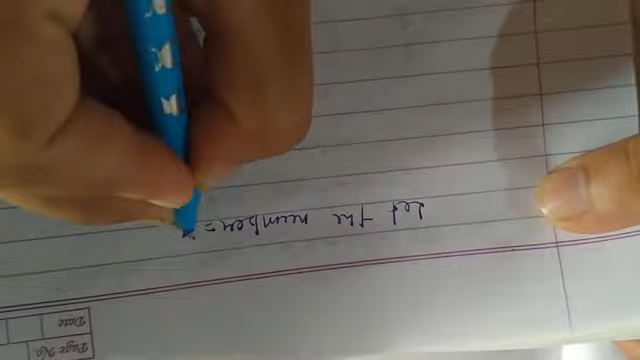 Page No
Date
Let the number =